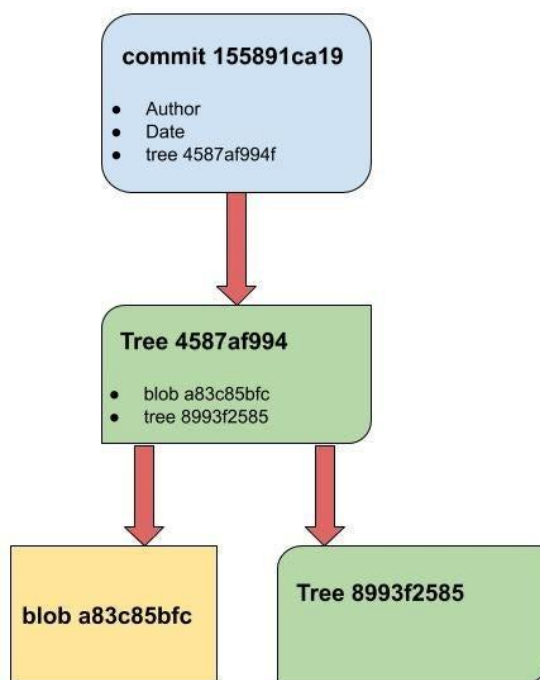 commit 155891ca19
● Author
● Date
● tree 4587af994f
Tree 4587af994
● blob a83c85bfc
● tree 8993f2585
blob a83c85bfc
Tree 8993f2585